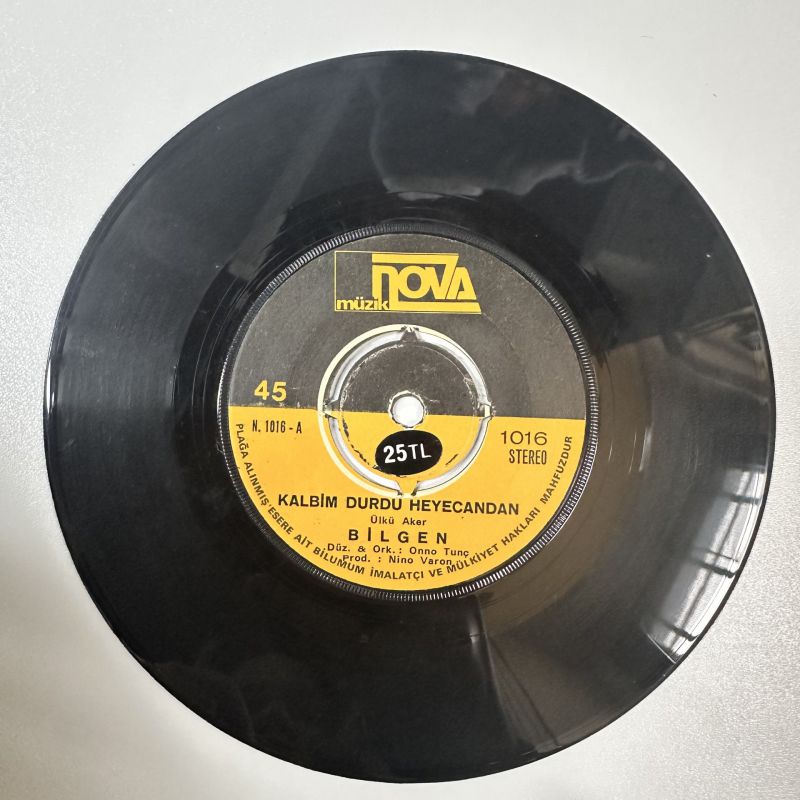 NOVA
müzik
45
N. 1016 - A
1016
STEREO
25TL
KALBİM DURDU HEYECANDAN
Ülkü Aker
BİLGEN
Düz. & Ork. : Onno Tunç
Prod. : Nino Varon
PLAĞA ALINMIŞ ESERE AİT BİLUMUM İMALATÇI VE MÜLKİYET HAKLARI MAHFUZDUR